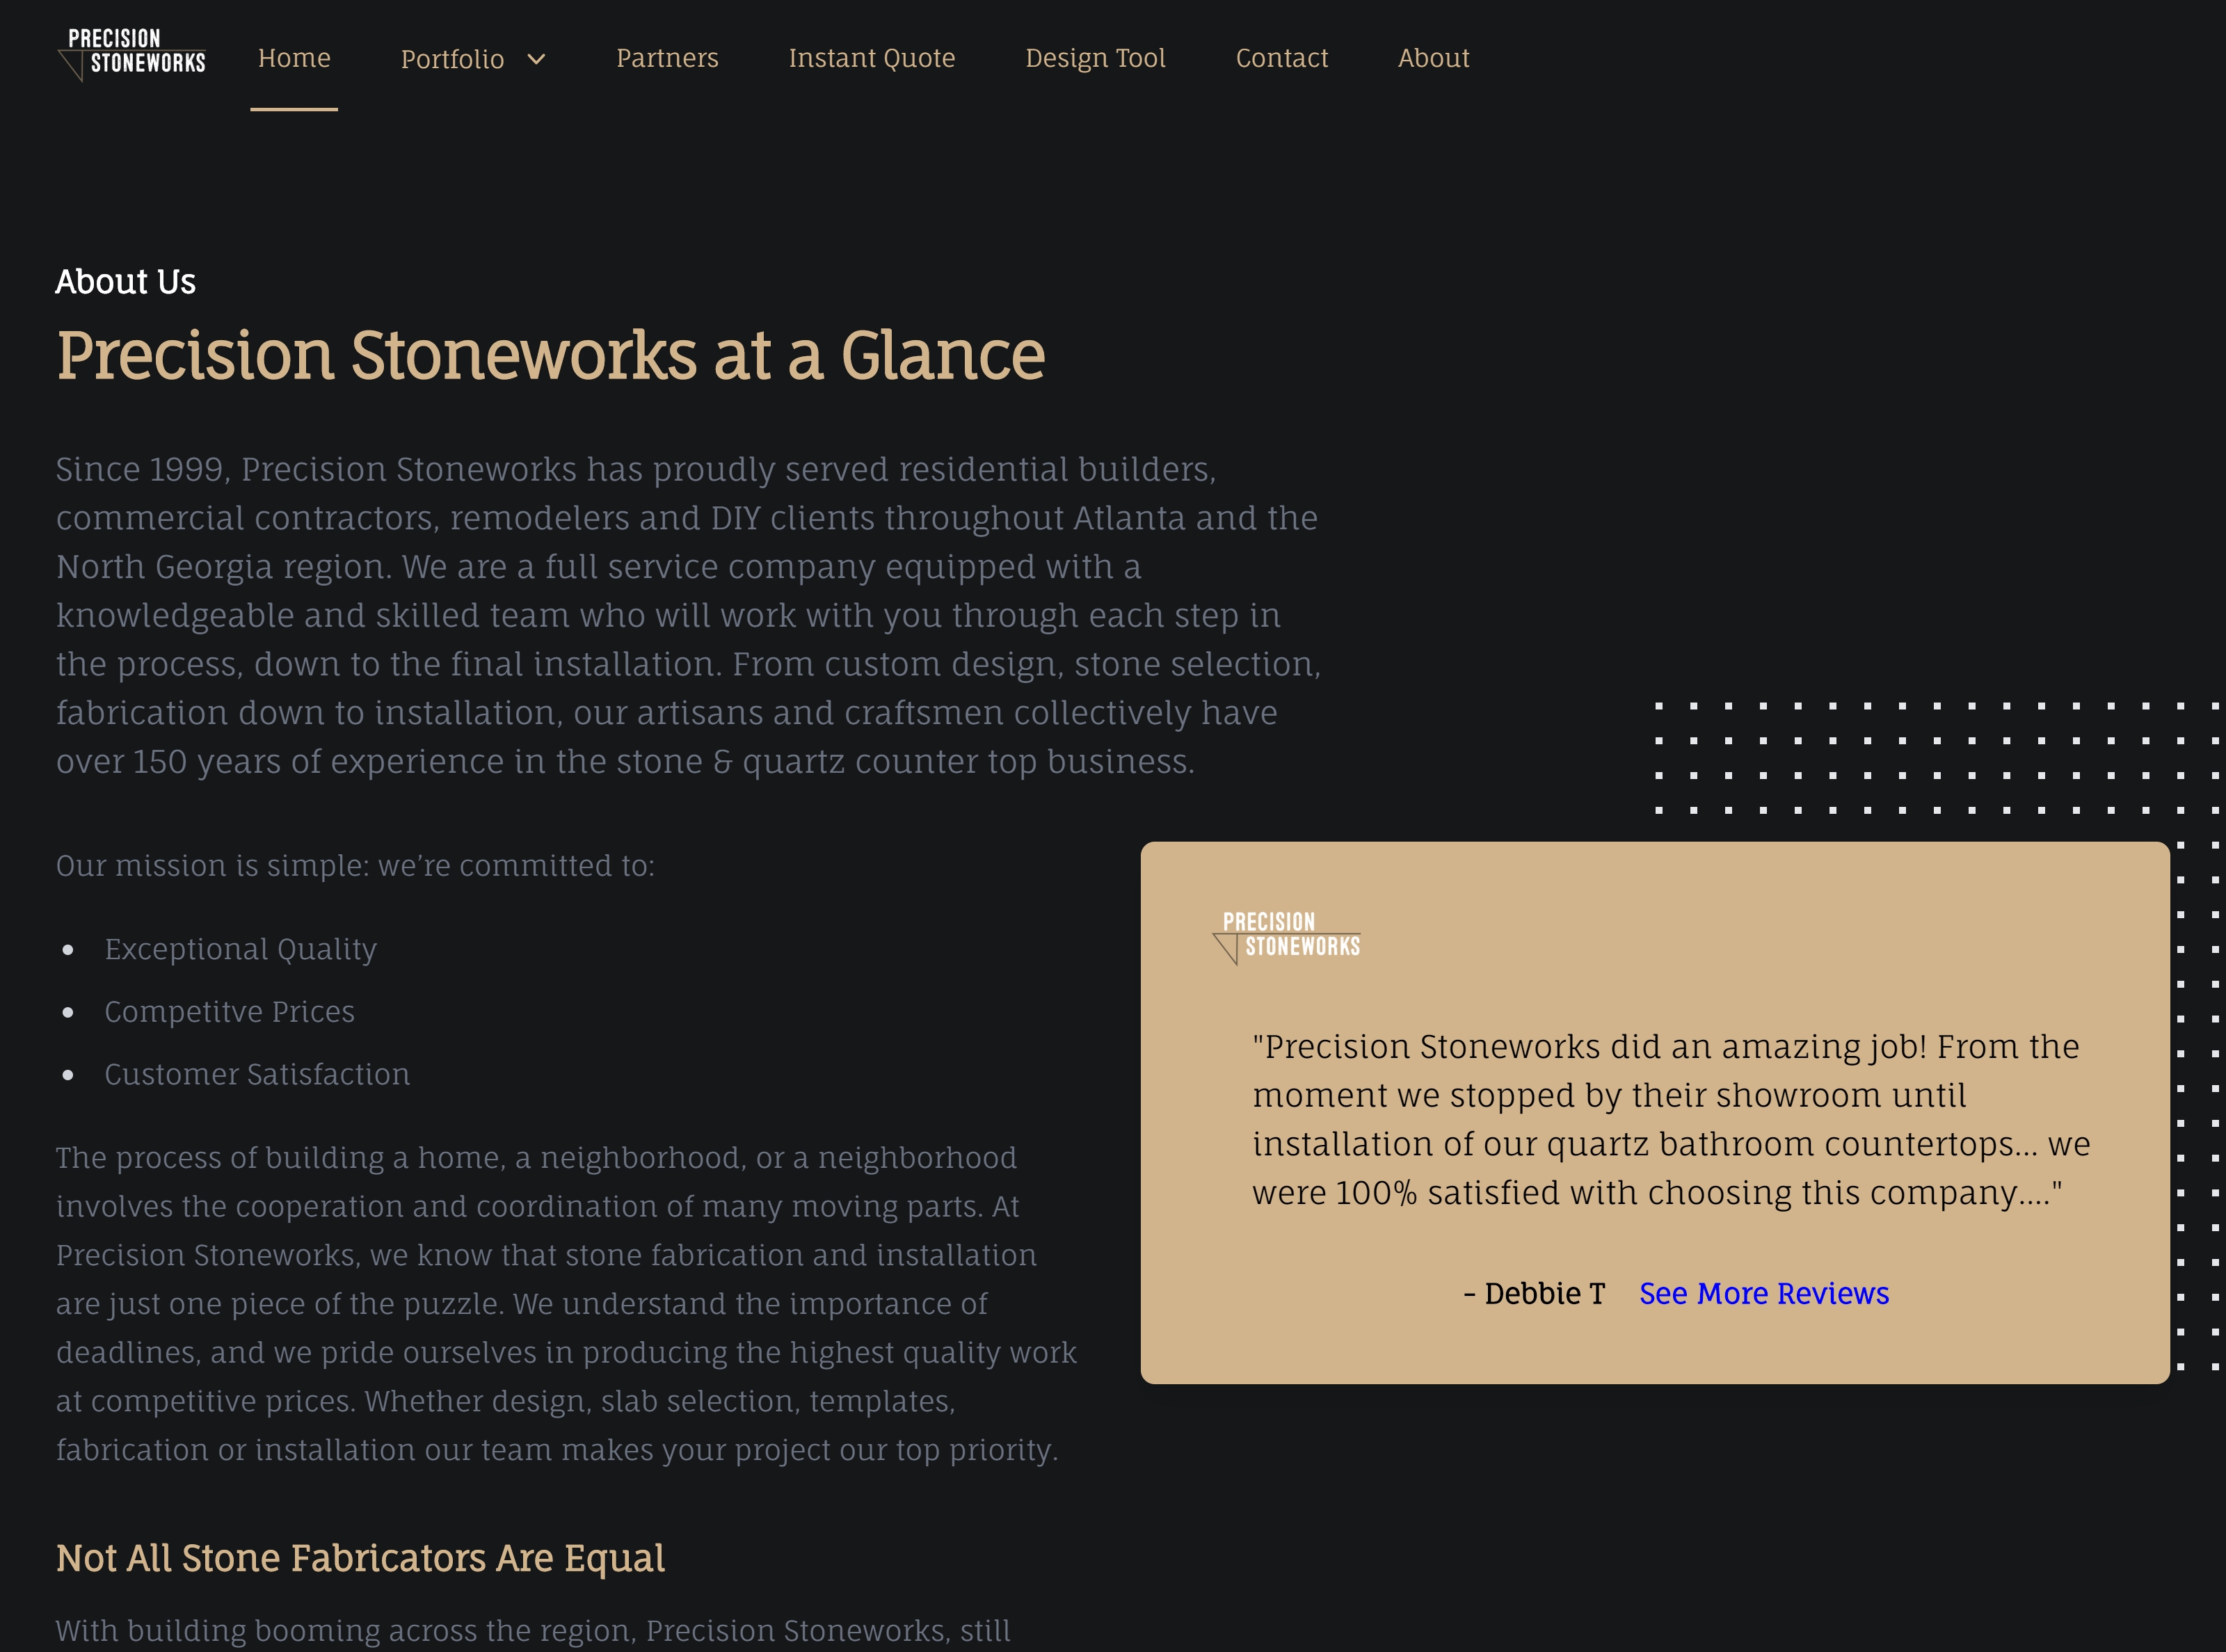 PRECISION
STONEWORKS
Home
Portfolio
Partners
Instant Quote
Design Tool
Contact
About
About Us
Precision Stoneworks at a Glance
Since 1999, Precision Stoneworks has proudly served residential builders,
commercial contractors, remodelers and DIY clients throughout Atlanta and the
North Georgia region. We are a full service company equipped with a
knowledgeable and skilled team who will work with you through each step in
the process, down to the final installation. From custom design, stone selection,
fabrication down to installation, our artisans and craftsmen collectively have
over 150 years of experience in the stone & quartz counter top business.
Our mission is simple: we’re committed to:
• Exceptional Quality
• Competitve Prices
• Customer Satisfaction
The process of building a home, a neighborhood, or a neighborhood
involves the cooperation and coordination of many moving parts. At
Precision Stoneworks, we know that stone fabrication and installation
are just one piece of the puzzle. We understand the importance of
deadlines, and we pride ourselves in producing the highest quality work
at competitive prices. Whether design, slab selection, templates,
fabrication or installation our team makes your project our top priority.
Not All Stone Fabricators Are Equal
With building booming across the region, Precision Stoneworks, still
PRECISION
STONEWORKS
"Precision Stoneworks did an amazing job! From the
moment we stopped by their showroom until
installation of our quartz bathroom countertops... we
were 100% satisfied with choosing this company...."
- Debbie T See More Reviews